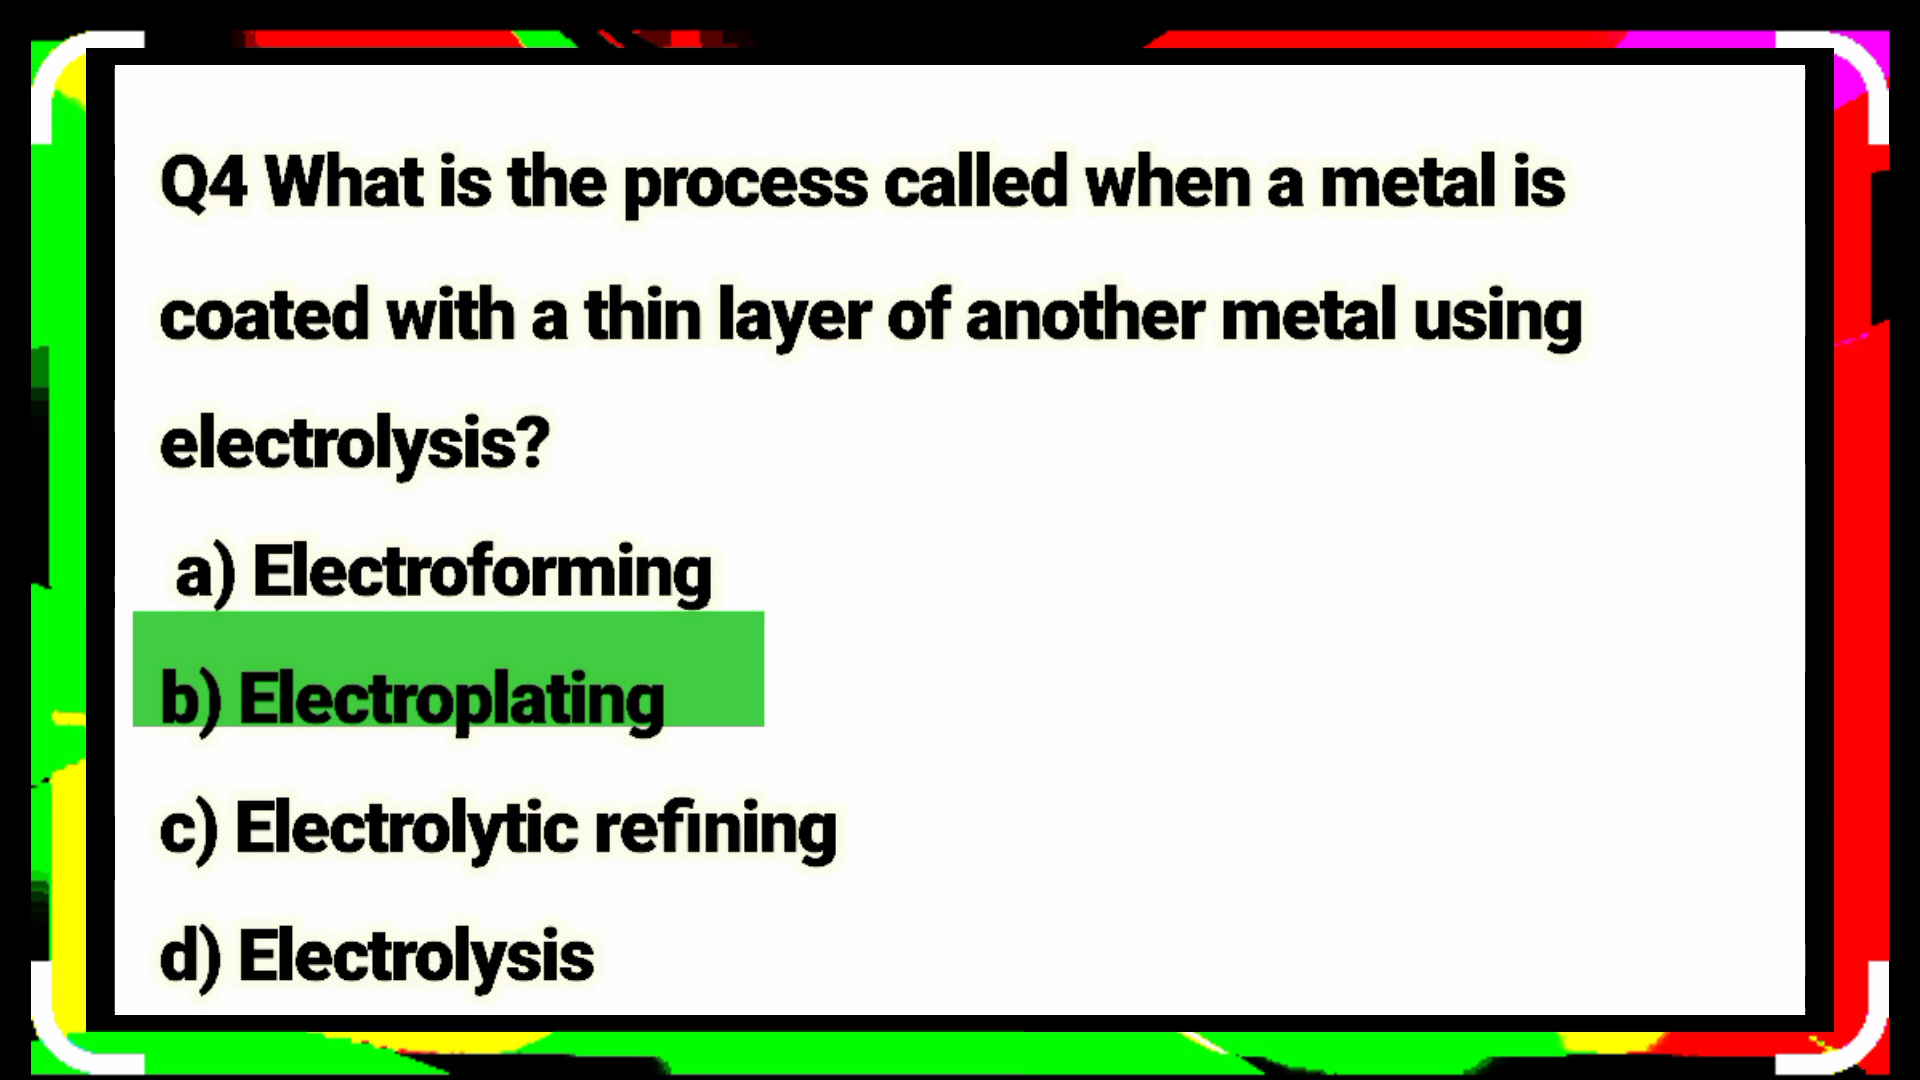 Q4 What is the process called when a metal is
coated with a thin layer of another metal using
electrolysis?
a) Electroforming
b) Electroplating
c) Electrolytic refining
d) Electrolysis